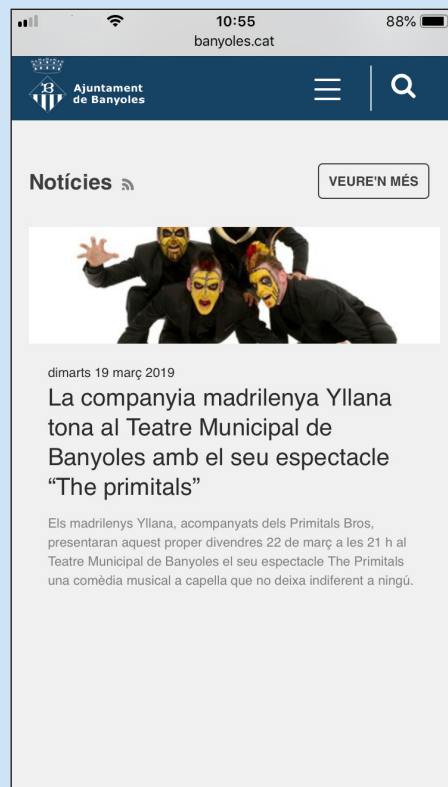 10:55
88%
banyoles.cat
Ajuntament
de Banyoles
Notícies
VEURE'N MÉS
dimarts 19 març 2019
La companyia madrilenya Yllana
tona al Teatre Municipal de
Banyoles amb el seu espectacle
“The primitals”
Els madrilenys Yllana, acompanyats dels Primitals Bros,
presentaran aquest proper divendres 22 de març a les 21 h al
Teatre Municipal de Banyoles el seu espectacle The Primitals
una comèdia musical a capella que no deixa indiferent a ningú.